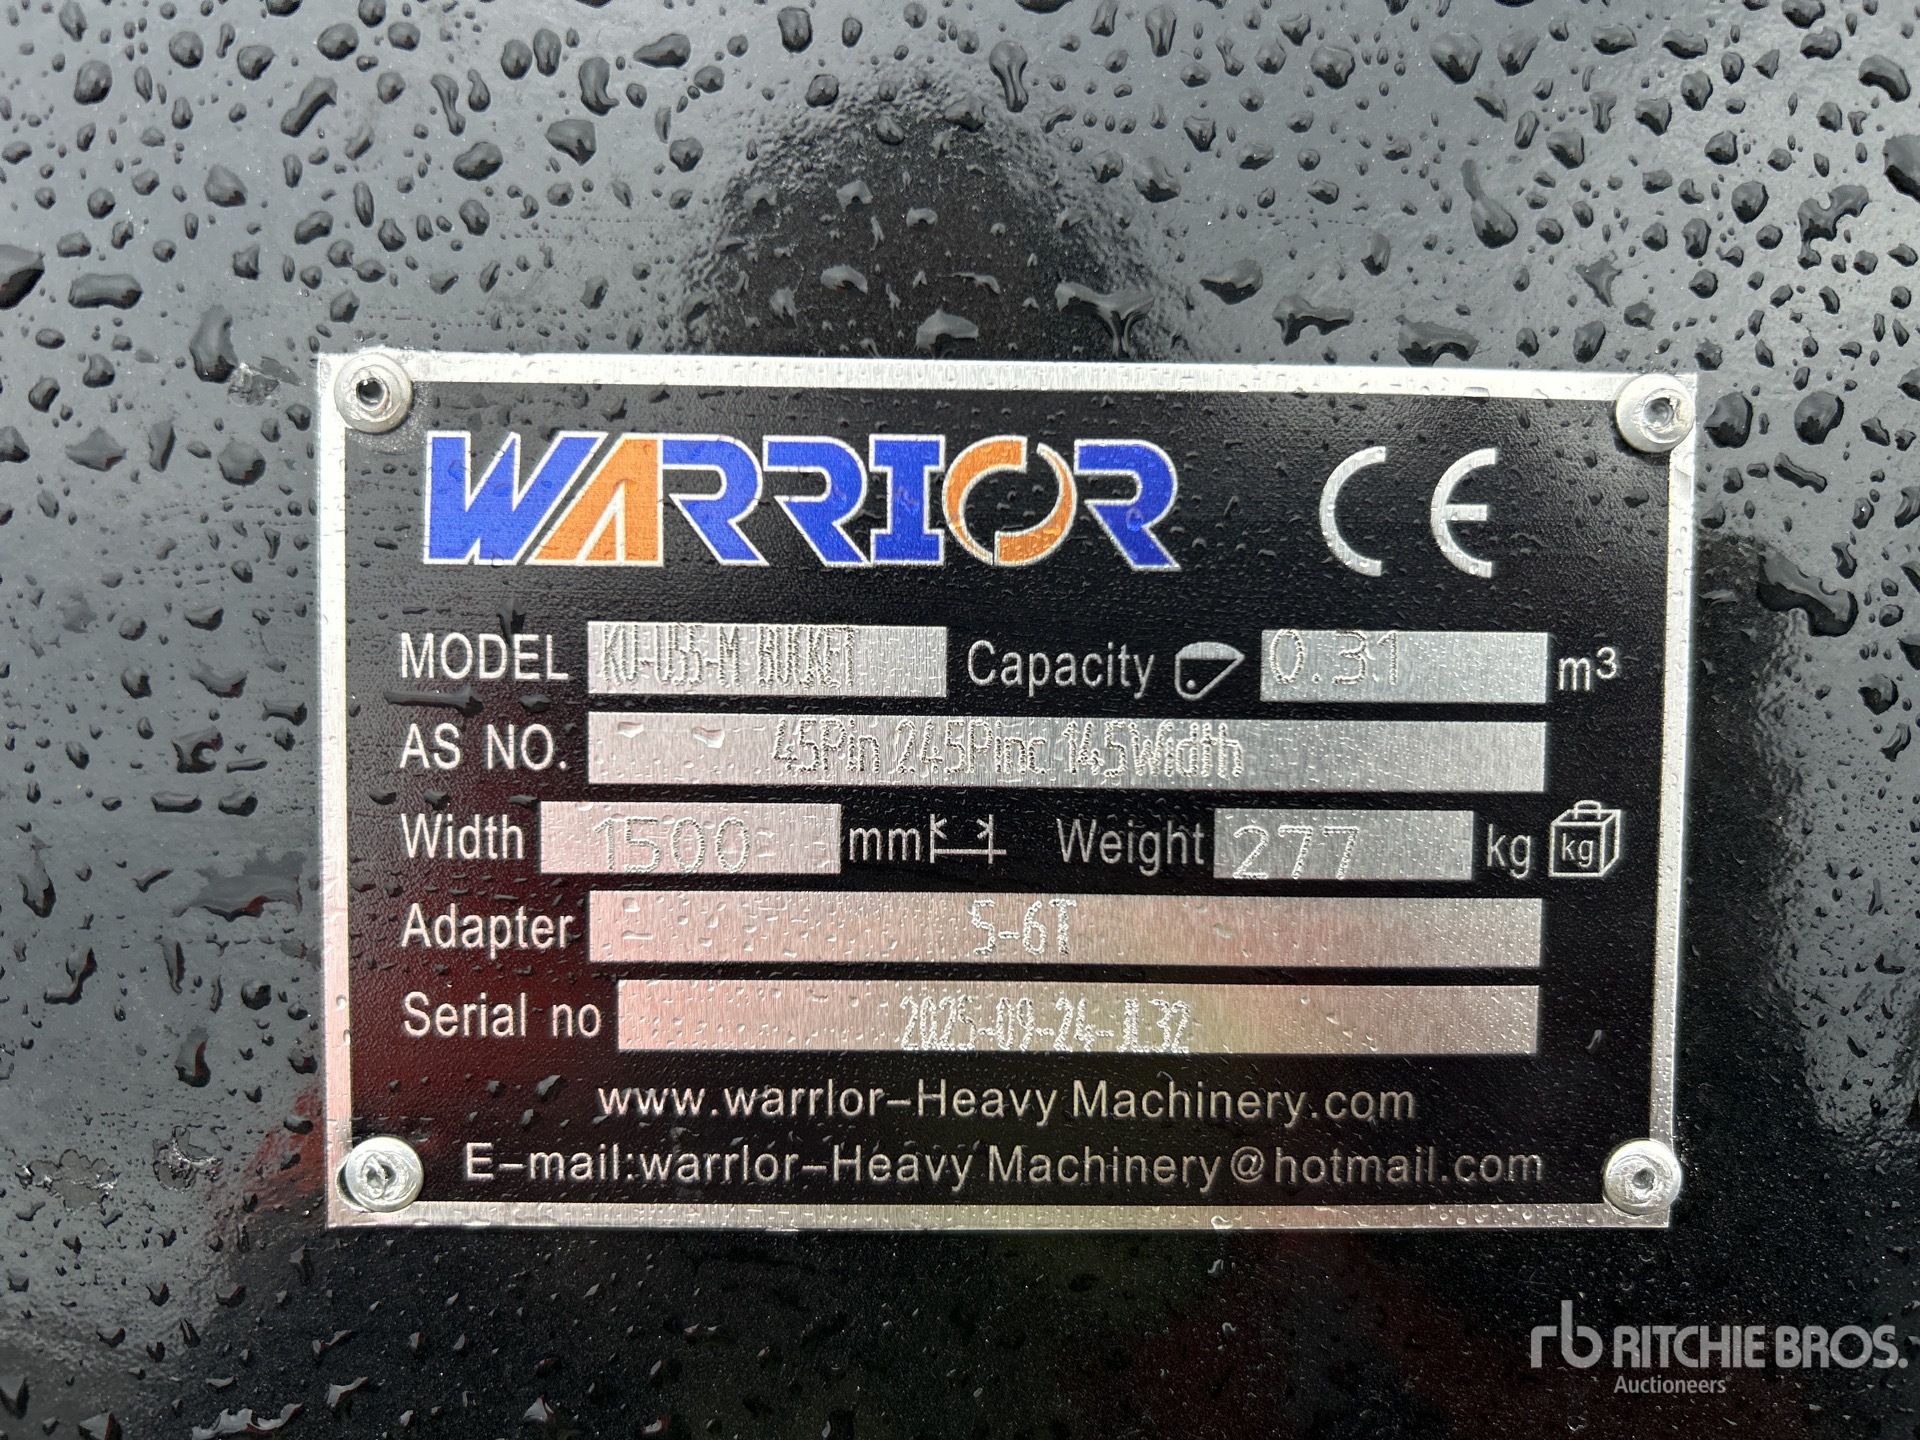 WARRIOR CE
MODEL KU-U55-M BUCKET Capacity 0.31 m³
AS NO. 45Pin 245Pinc 145Width
Width 1500 mm Weight 277 kg kg
Adapter 5-6T
Serial no 2025-09-24-JL32
www.warrlor-Heavy Machinery.com
E-mail:warrlor-Heavy Machinery@hotmail.com
rb RITCHIE BROS.
Auctioneers